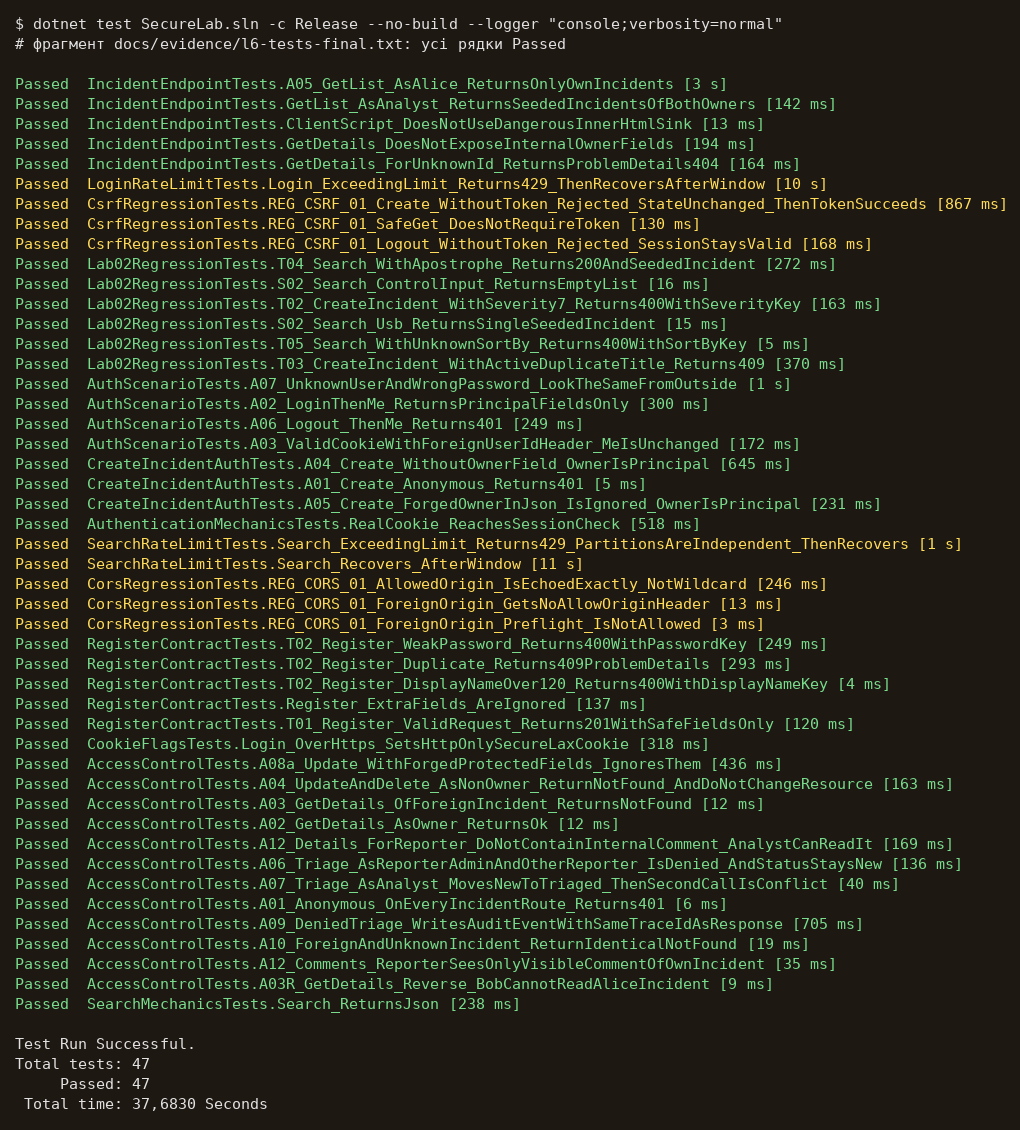 $ dotnet test SecureLab.sln -c Release --no-build --logger "console;verbosity=normal"
# фрагмент docs/evidence/l6-tests-final.txt: усі рядки Passed
Passed  IncidentEndpointTests.A05_GetList_AsAlice_ReturnsOnlyOwnIncidents [3 s]
Passed  IncidentEndpointTests.GetList_AsAnalyst_ReturnsSeededIncidentsOfBothOwners [142 ms]
Passed  IncidentEndpointTests.ClientScript_DoesNotUseDangerousInnerHtmlSink [13 ms]
Passed  IncidentEndpointTests.GetDetails_DoesNotExposeInternalOwnerFields [194 ms]
Passed  IncidentEndpointTests.GetDetails_ForUnknownId_ReturnsProblemDetails404 [164 ms]
Passed  LoginRateLimitTests.Login_ExceedingLimit_Returns429_ThenRecoversAfterWindow [10 s]
Passed  CsrfRegressionTests.REG_CSRF_01_Create_WithoutToken_Rejected_StateUnchanged_ThenTokenSucceeds [867 ms]
Passed  CsrfRegressionTests.REG_CSRF_01_SafeGet_DoesNotRequireToken [130 ms]
Passed  CsrfRegressionTests.REG_CSRF_01_Logout_WithoutToken_Rejected_SessionStaysValid [168 ms]
Passed  Lab02RegressionTests.T04_Search_WithApostrophe_Returns200AndSeededIncident [272 ms]
Passed  Lab02RegressionTests.S02_Search_ControlInput_ReturnsEmptyList [16 ms]
Passed  Lab02RegressionTests.T02_CreateIncident_WithSeverity7_Returns400WithSeverityKey [163 ms]
Passed  Lab02RegressionTests.S02_Search_Usb_ReturnsSingleSeededIncident [15 ms]
Passed  Lab02RegressionTests.T05_Search_WithUnknownSortBy_Returns400WithSortByKey [5 ms]
Passed  Lab02RegressionTests.T03_CreateIncident_WithActiveDuplicateTitle_Returns409 [370 ms]
Passed  AuthScenarioTests.A07_UnknownUserAndWrongPassword_LookTheSameFromOutside [1 s]
Passed  AuthScenarioTests.A02_LoginThenMe_ReturnsPrincipalFieldsOnly [300 ms]
Passed  AuthScenarioTests.A06_Logout_ThenMe_Returns401 [249 ms]
Passed  AuthScenarioTests.A03_ValidCookieWithForeignUserIdHeader_MeIsUnchanged [172 ms]
Passed  CreateIncidentAuthTests.A04_Create_WithoutOwnerField_OwnerIsPrincipal [645 ms]
Passed  CreateIncidentAuthTests.A01_Create_Anonymous_Returns401 [5 ms]
Passed  CreateIncidentAuthTests.A05_Create_ForgedOwnerInJson_IsIgnored_OwnerIsPrincipal [231 ms]
Passed  AuthenticationMechanicsTests.RealCookie_ReachesSessionCheck [518 ms]
Passed  SearchRateLimitTests.Search_ExceedingLimit_Returns429_PartitionsAreIndependent_ThenRecovers [1 s]
Passed  SearchRateLimitTests.Search_Recovers_AfterWindow [11 s]
Passed  CorsRegressionTests.REG_CORS_01_AllowedOrigin_IsEchoedExactly_NotWildcard [246 ms]
Passed  CorsRegressionTests.REG_CORS_01_ForeignOrigin_GetsNoAllowOriginHeader [13 ms]
Passed  CorsRegressionTests.REG_CORS_01_ForeignOrigin_Preflight_IsNotAllowed [3 ms]
Passed  RegisterContractTests.T02_Register_WeakPassword_Returns400WithPasswordKey [249 ms]
Passed  RegisterContractTests.T02_Register_Duplicate_Returns409ProblemDetails [293 ms]
Passed  RegisterContractTests.T02_Register_DisplayNameOver120_Returns400WithDisplayNameKey [4 ms]
Passed  RegisterContractTests.Register_ExtraFields_AreIgnored [137 ms]
Passed  RegisterContractTests.T01_Register_ValidRequest_Returns201WithSafeFieldsOnly [120 ms]
Passed  CookieFlagsTests.Login_OverHttps_SetsHttpOnlySecureLaxCookie [318 ms]
Passed  AccessControlTests.A08a_Update_WithForgedProtectedFields_IgnoresThem [436 ms]
Passed  AccessControlTests.A04_UpdateAndDelete_AsNonOwner_ReturnNotFound_AndDoNotChangeResource [163 ms]
Passed  AccessControlTests.A03_GetDetails_OfForeignIncident_ReturnsNotFound [12 ms]
Passed  AccessControlTests.A02_GetDetails_AsOwner_ReturnsOk [12 ms]
Passed  AccessControlTests.A12_Details_ForReporter_DoNotContainInternalComment_AnalystCanReadIt [169 ms]
Passed  AccessControlTests.A06_Triage_AsReporterAdminAndOtherReporter_IsDenied_AndStatusStaysNew [136 ms]
Passed  AccessControlTests.A07_Triage_AsAnalyst_MovesNewToTriaged_ThenSecondCallIsConflict [40 ms]
Passed  AccessControlTests.A01_Anonymous_OnEveryIncidentRoute_Returns401 [6 ms]
Passed  AccessControlTests.A09_DeniedTriage_WritesAuditEventWithSameTraceIdAsResponse [705 ms]
Passed  AccessControlTests.A10_ForeignAndUnknownIncident_ReturnIdenticalNotFound [19 ms]
Passed  AccessControlTests.A12_Comments_ReporterSeesOnlyVisibleCommentOfOwnIncident [35 ms]
Passed  AccessControlTests.A03R_GetDetails_Reverse_BobCannotReadAliceIncident [9 ms]
Passed  SearchMechanicsTests.Search_ReturnsJson [238 ms]
Test Run Successful.
Total tests: 47
Passed: 47
Total time: 37,6830 Seconds